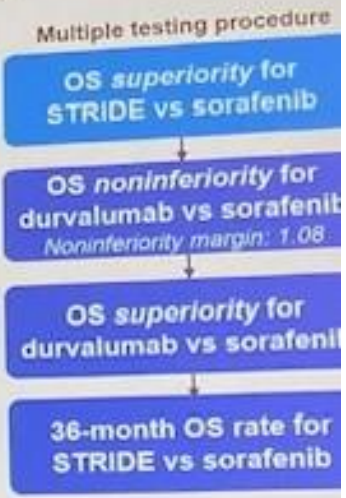 Multiple testing procedure
OS superiority for
STRIDE vs sorafenib
OS noninferiority for
durvalumab vs sorafenib
Noninferiority margin: 1.08
OS superiority for
durvalumab vs sorafenib
36-month OS rate for
STRIDE vs sorafenib